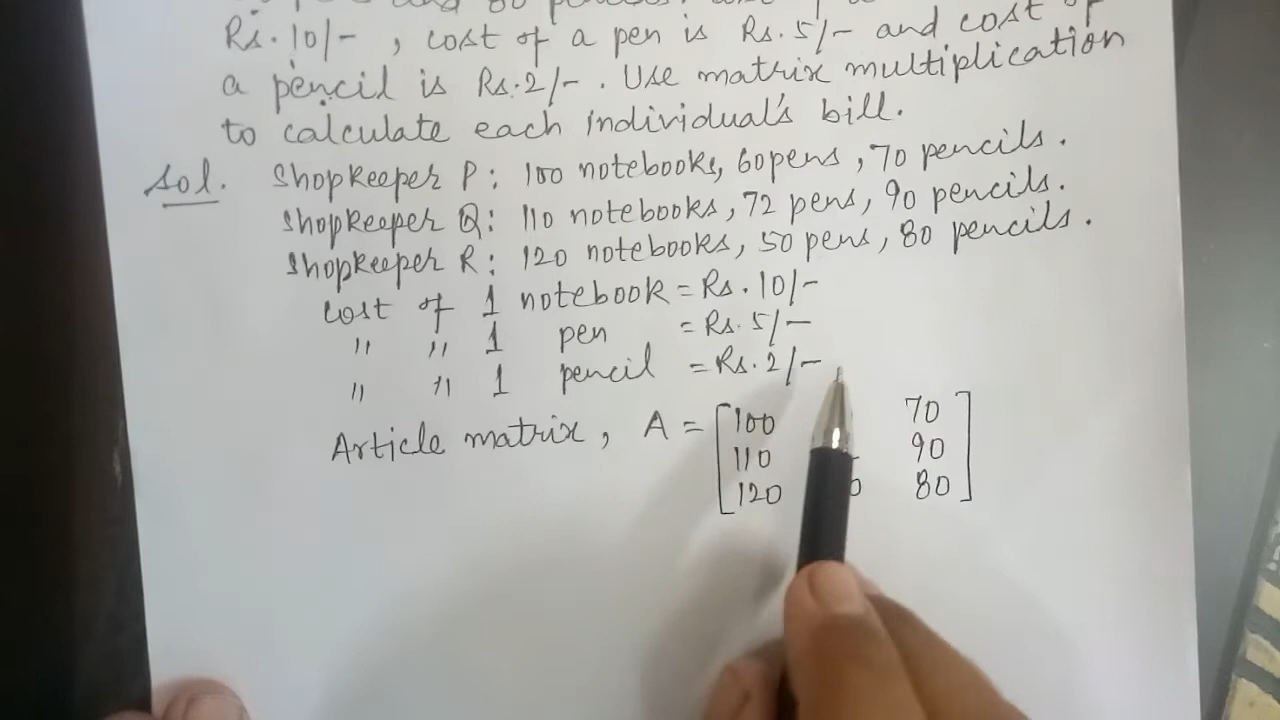 and 80
Rs. 10/- , cost of a pen is Rs. 5/- and cost of
a pencil is Rs. 2/- . Use matrix multiplication
to calculate each individual's bill.
Sol. Shopkeeper P: 100 notebooks, 60 pens, 70 pencils.
Shopkeeper Q: 110 notebooks, 72 pens, 90 pencils.
Shopkeeper R: 120 notebooks, 50 pens, 80 pencils.
Cost of 1 notebook = Rs. 10/-
" " 1 pen = Rs. 5/-
" " 1 pencil = Rs. 2/-
Article matrix, A = [100 70
110 90
120 0 80]